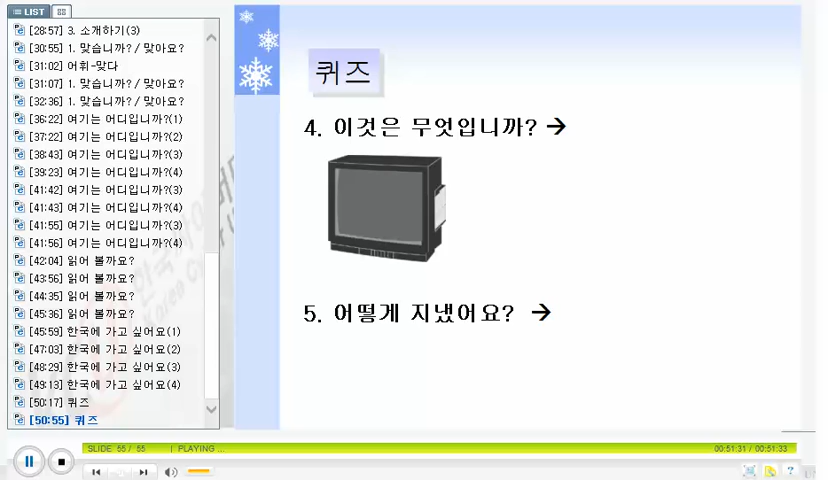 LIST
[28:57] 3. 소개하기(3)
[30:55] 1. 맞습니까? / 맞아요?
[31:02] 어휘-맞다
[31:07] 1. 맞습니까? / 맞아요?
[32:36] 1. 맞습니까? / 맞아요?
[36:22] 여기는 어디입니까?(1)
[37:22] 여기는 어디입니까?(2)
[38:43] 여기는 어디입니까?(3)
[39:23] 여기는 어디입니까?(4)
[41:42] 여기는 어디입니까?(3)
[41:43] 여기는 어디입니까?(4)
[41:55] 여기는 어디입니까?(3)
[41:56] 여기는 어디입니까?(4)
[42:04] 읽어 볼까요?
[43:56] 읽어 볼까요?
[44:35] 읽어 볼까요?
[45:36] 읽어 볼까요?
[45:59] 한국에 가고 싶어요(1)
[47:03] 한국에 가고 싶어요(2)
[48:29] 한국에 가고 싶어요(3)
[49:13] 한국에 가고 싶어요(4)
[50:17] 퀴즈
[50:55] 퀴즈
퀴즈
4. 이것은 무엇입니까? →
5. 어떻게 지냈어요? →
SLIDE 55 / 55 | PLAYING ...
00:51:31 / 00:51:33